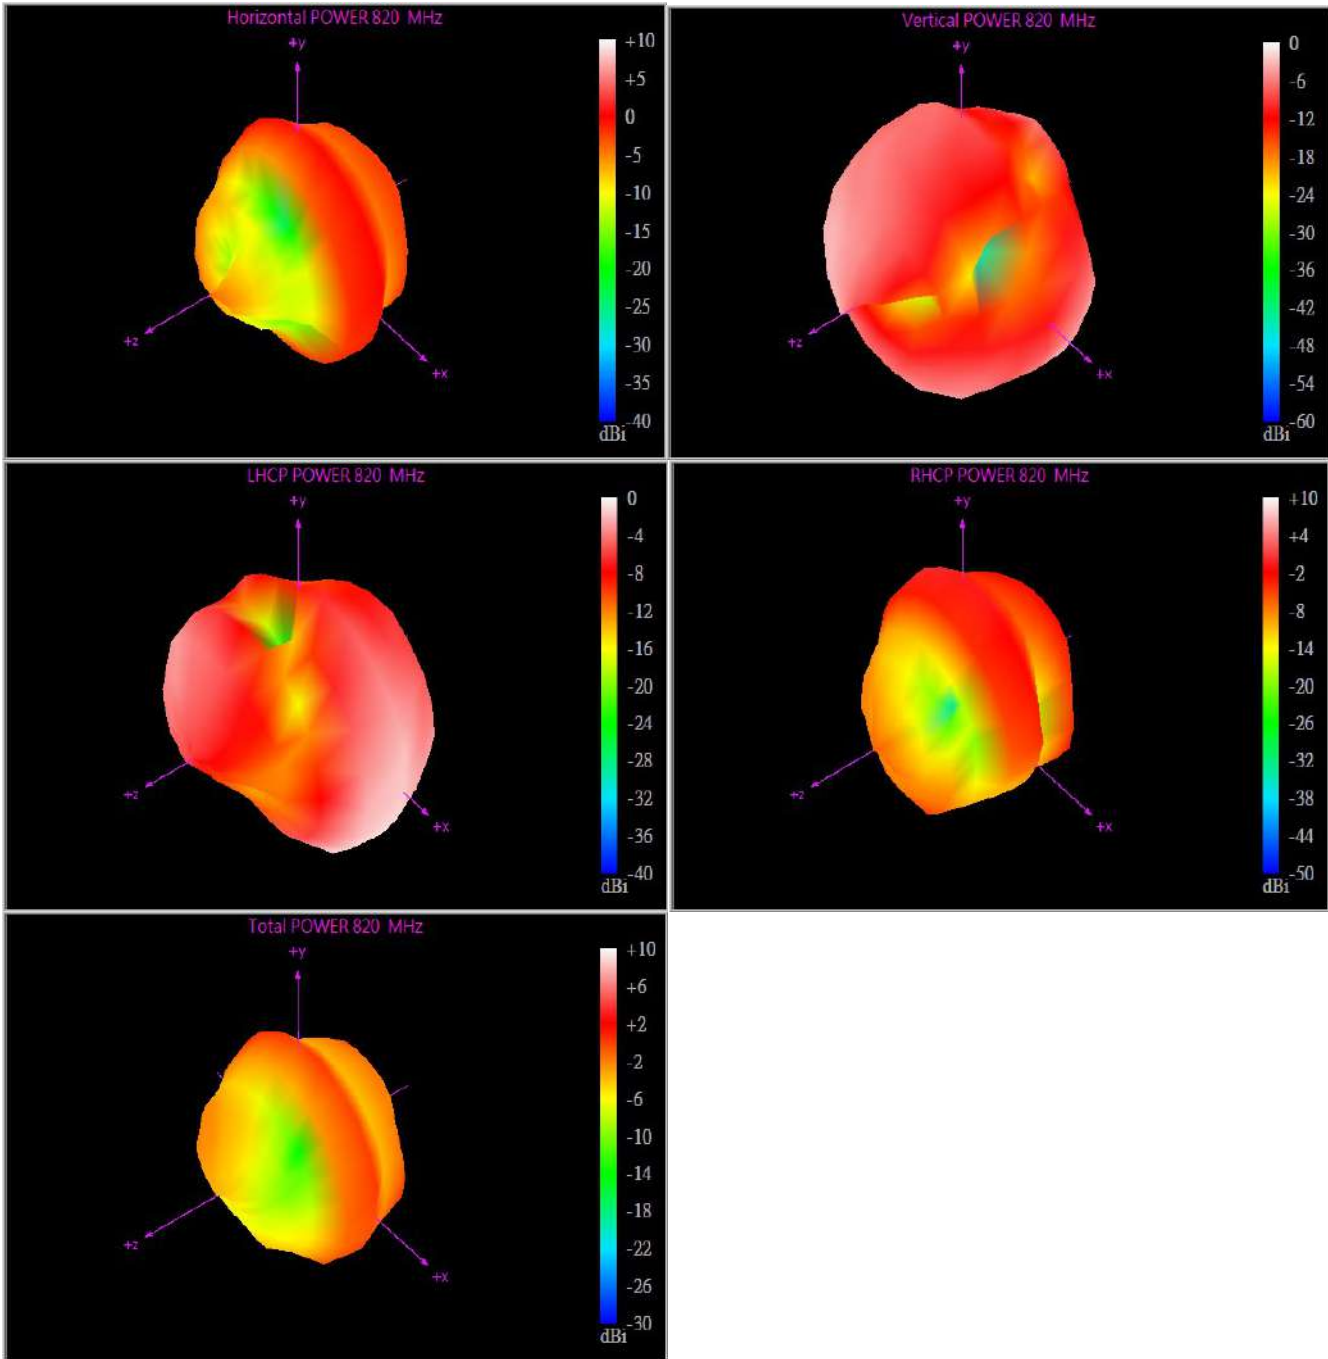 Horizontal POWER 820 MHz
+y
+z
+x
+10
+5
0
-5
-10
-15
-20
-25
-30
-35
-40
dBi
Vertical POWER 820 MHz
+y
+z
+x
0
-6
-12
-18
-24
-30
-36
-42
-48
-54
-60
dBi
LHCP POWER 820 MHz
+y
+z
+x
0
-4
-8
-12
-16
-20
-24
-28
-32
-36
-40
dBi
RHCP POWER 820 MHz
+y
+z
+x
+10
+4
-2
-8
-14
-20
-26
-32
-38
-44
-50
dBi
Total POWER 820 MHz
+y
+z
+x
+10
+6
+2
-2
-6
-10
-14
-18
-22
-26
-30
dBi